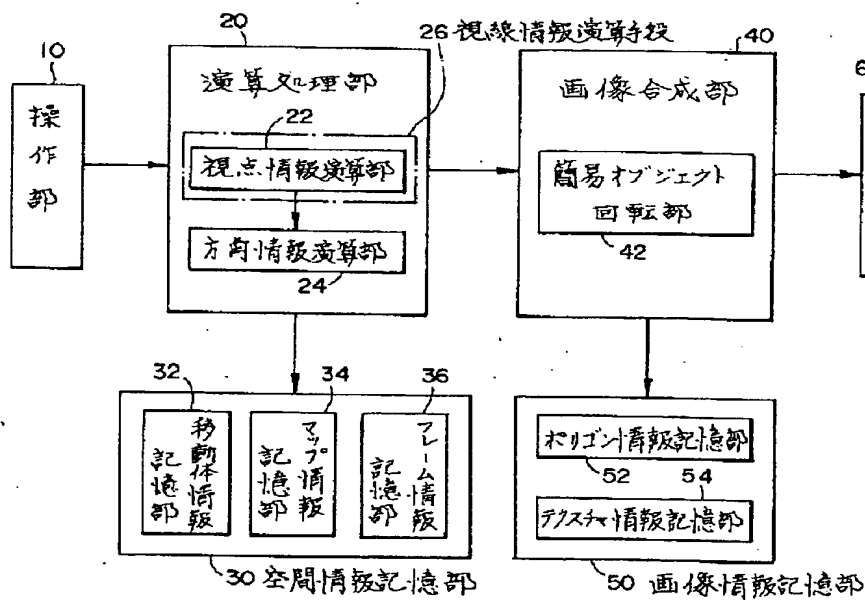 10
操作部
20
演算処理部
26 視線情報演算手段
22
視点情報演算部
方向情報演算部
24
40
画像合成部
簡易オブジェクト
回転部
42
6
32
移動体情報
記憶部
34
マップ情報
記憶部
36
フレーム情報
記憶部
30 空間情報記憶部
ポリゴン情報記憶部
52
54
テクスチャ情報記憶部
50 画像情報記憶部